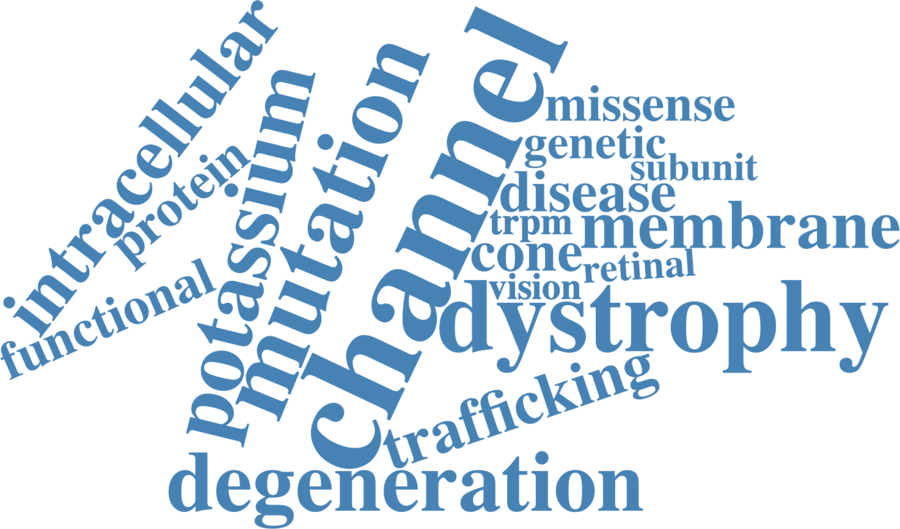 intracellular
protein
functional
potassium
mutation
channel
missense
genetic
subunit
disease
trpm
membrane
cone
retinal
vision
dystrophy
trafficking
degeneration